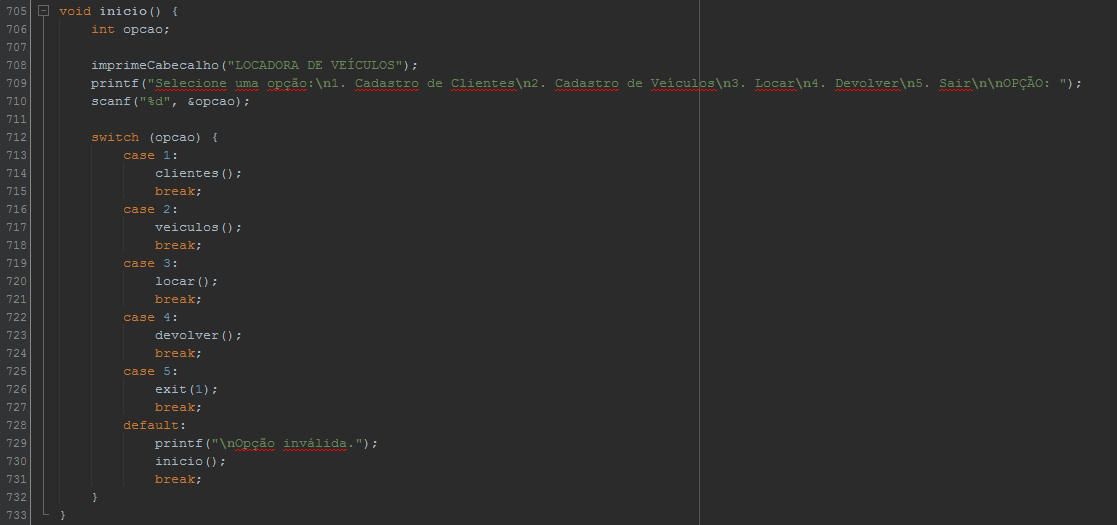 705 void inicio() {
706     int opcao;
707
708     imprimeCabecalho("LOCADORA DE VEÍCULOS");
709     printf("Selecione uma opção:\n1. Cadastro de Clientes\n2. Cadastro de Veículos\n3. Locar\n4. Devolver\n5. Sair\n\nOPÇÃO: ");
710     scanf("%d", &opcao);
711
712     switch (opcao) {
713         case 1:
714             clientes();
715             break;
716         case 2:
717             veiculos();
718             break;
719         case 3:
720             locar();
721             break;
722         case 4:
723             devolver();
724             break;
725         case 5:
726             exit(1);
727             break;
728         default:
729             printf("\nOpção inválida.");
730             inicio();
731             break;
732     }
733 }